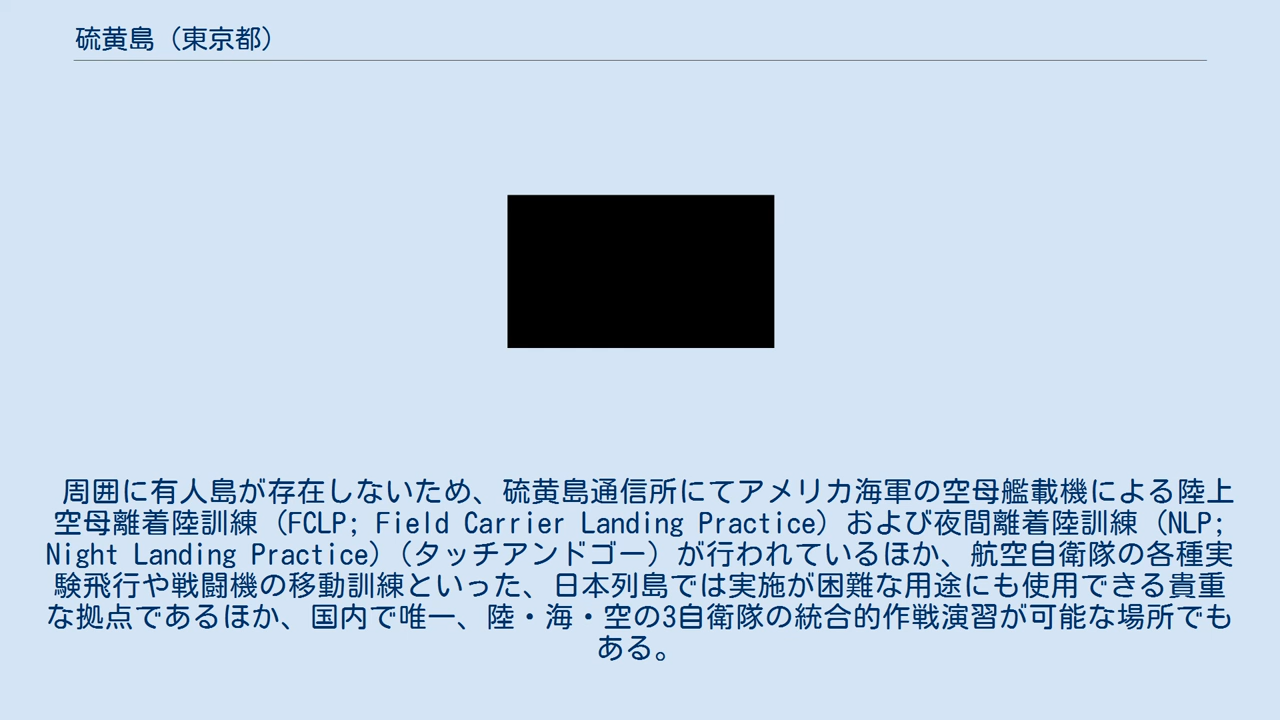 硫黄島（東京都）
周囲に有人島が存在しないため、硫黄島通信所にてアメリカ海軍の空母艦載機による陸上
空母離着陸訓練（FCLP; Field Carrier Landing Practice）および夜間離着陸訓練（NLP;
Night Landing Practice）（タッチアンドゴー）が行われているほか、航空自衛隊の各種実
験飛行や戦闘機の移動訓練といった、日本列島では実施が困難な用途にも使用できる貴重
な拠点であるほか、国内で唯一、陸・海・空の3自衛隊の統合的作戦演習が可能な場所でも
ある。